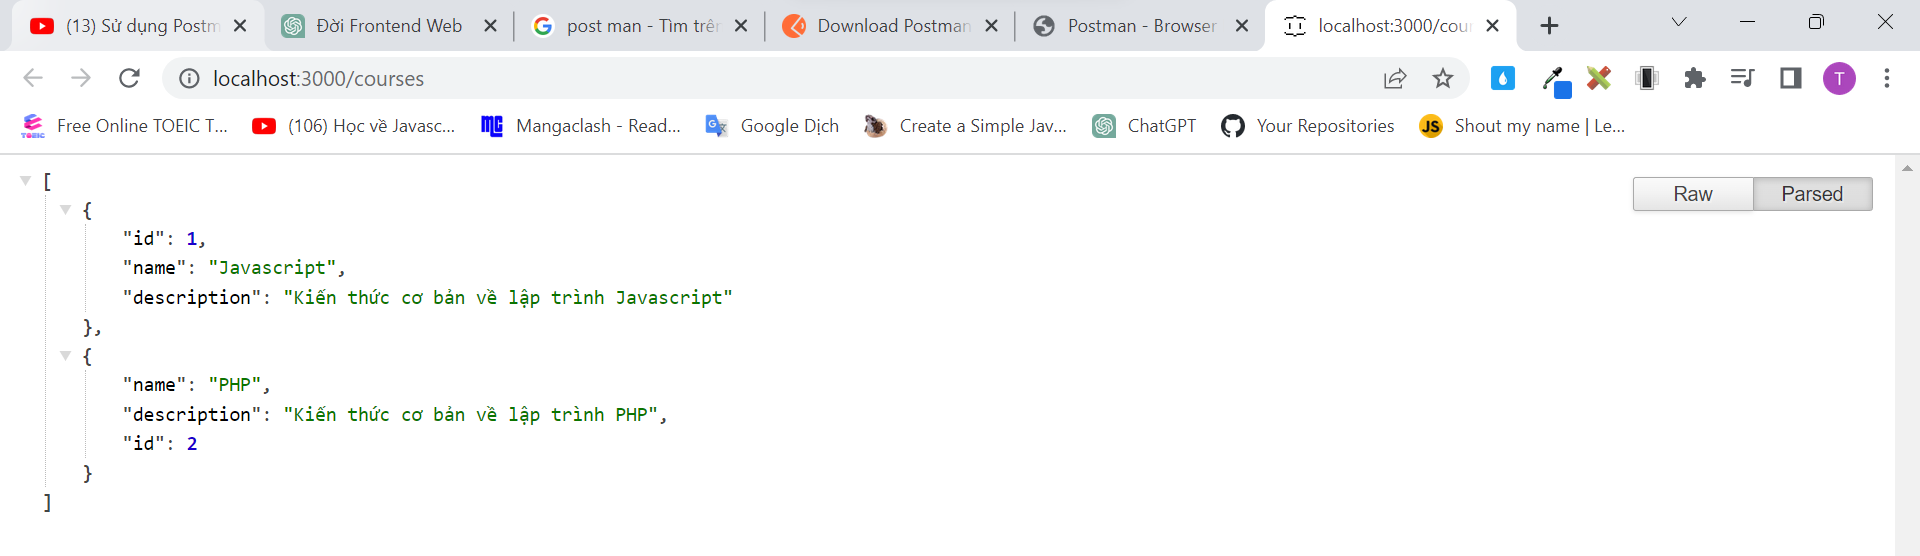 (13) Sử dụng Postm
Đời Frontend Web
post man - Tìm trên
Download Postman
Postman - Browser
localhost:3000/cou
localhost:3000/courses
T
Free Online TOEIC T...
(106) Học về Javasc...
Mangaclash - Read...
Google Dịch
Create a Simple Jav...
ChatGPT
Your Repositories
JS
Shout my name | Le...
Raw
Parsed
[
{
"id": 1,
"name": "Javascript",
"description": "Kiến thức cơ bản về lập trình Javascript"
},
{
"name": "PHP",
"description": "Kiến thức cơ bản về lập trình PHP",
"id": 2
}
]